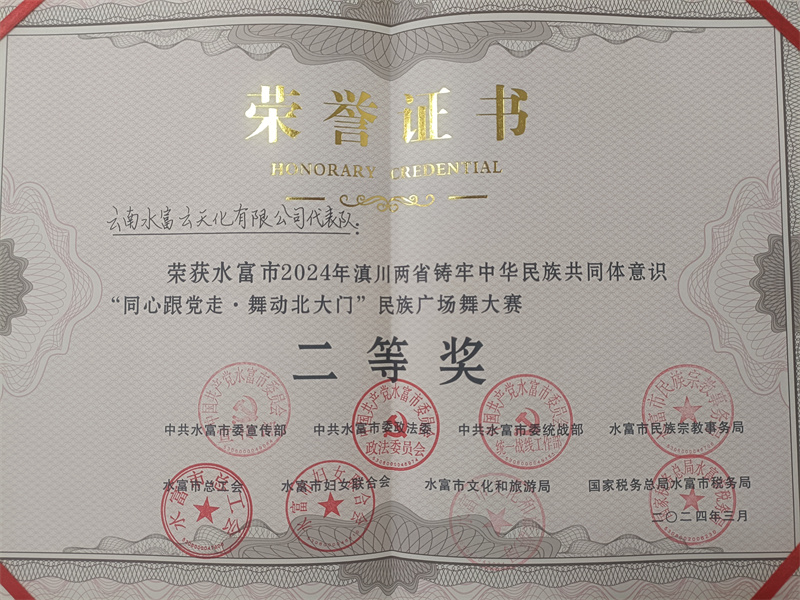 荣誉证书
HONORARY CREDENTIAL
云南水富云天化有限公司代表队:
荣获水富市2024年滇川两省铸牢中华民族共同体意识
“同心跟党走·舞动北大门”民族广场舞大赛
二等奖
中共水富市委宣传部 中共水富市委政法委 中共水富市委统战部 水富市民族宗教事务局
水富市总工会 水富市妇女联合会 水富市文化和旅游局 国家税务总局水富市税务局
二〇二四年三月